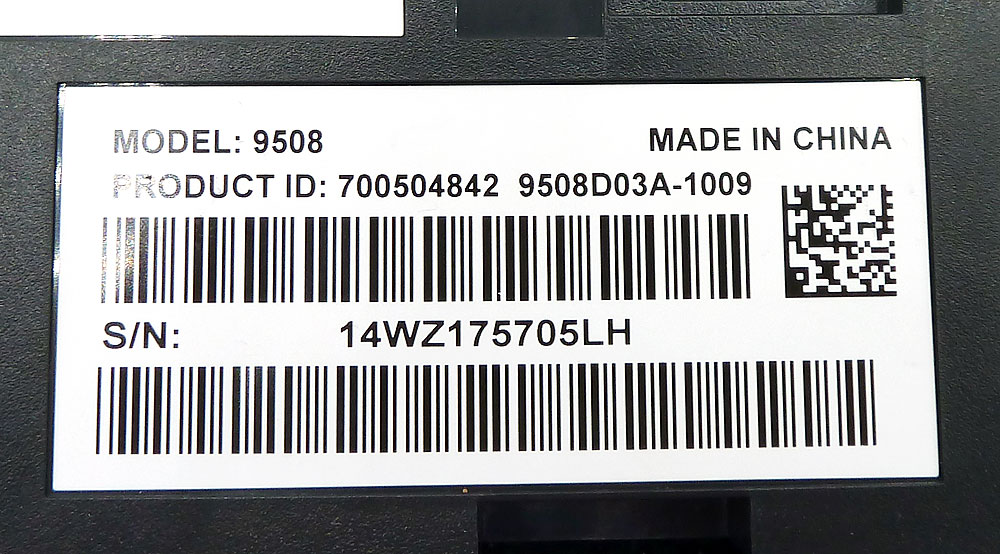 MODEL: 9508
MADE IN CHINA
PRODUCT ID: 700504842 9508D03A-1009
S/N: 14WZ175705LH